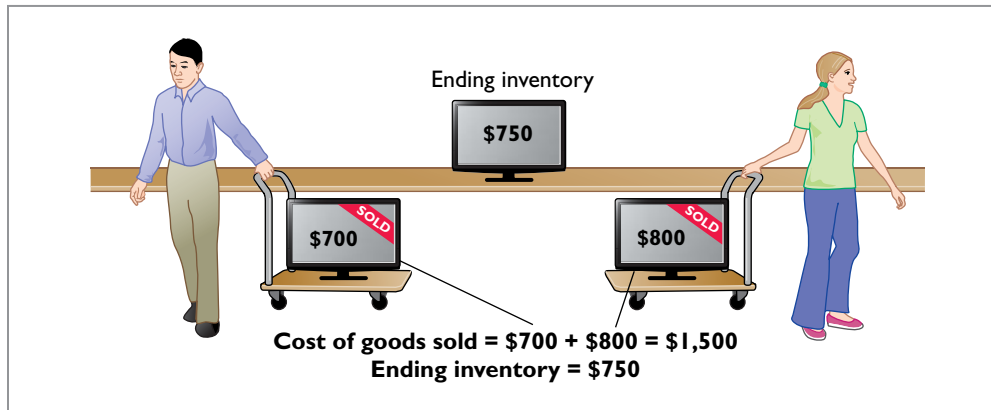 Ending inventory
$750
SOLD
$700
SOLD
$800
Cost of goods sold = $700 + $800 = $1,500
Ending inventory = $750